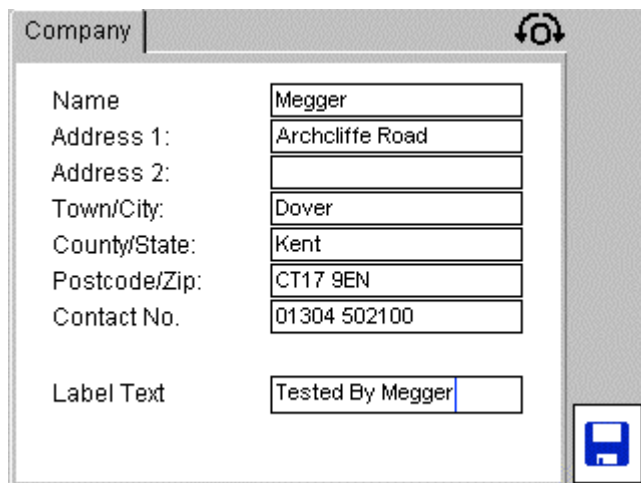 Company
Name Megger
Address 1: Archcliffe Road
Address 2:
Town/City: Dover
County/State: Kent
Postcode/Zip: CT17 9EN
Contact No. 01304 502100
Label Text Tested By Megger